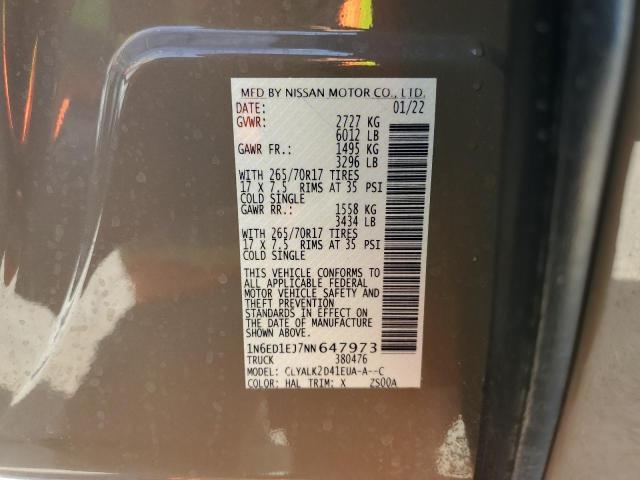 MFD BY NISSAN MOTOR CO., LTD.
DATE: 01/22
GVWR: 2727 KG
6012 LB
GAWR FR.: 1495 KG
3296 LB
WITH 265/70R17 TIRES
17 X 7.5 RIMS AT 35 PSI
COLD SINGLE
GAWR RR.: 1558 KG
3434 LB
WITH 265/70R17 TIRES
17 X 7.5 RIMS AT 35 PSI
COLD SINGLE
THIS VEHICLE CONFORMS TO
ALL APPLICABLE FEDERAL
MOTOR VEHICLE SAFETY AND
THEFT PREVENTION
STANDARDS IN EFFECT ON
THE DATE OF MANUFACTURE
SHOWN ABOVE.
1N6ED1EJ7NN647973
TRUCK 380476
MODEL: CLYALK2D41EUA-A--C
COLOR: HAL TRIM: X ZS00A